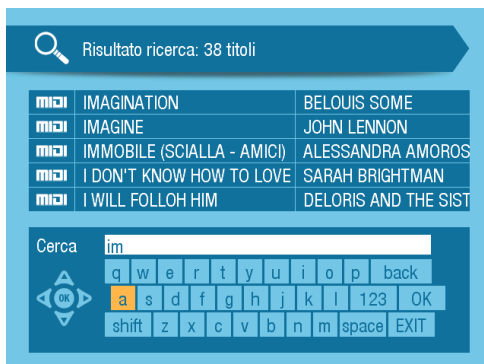 Risultato ricerca: 38 titoli
miDi IMAGINATION BELOUIS SOME
miDi IMAGINE JOHN LENNON
miDi IMMOBILE (SCIALLA - AMICI) ALESSANDRA AMOROS
miDi I DON'T KNOW HOW TO LOVE SARAH BRIGHTMAN
miDi I WILL FOLLOH HIM DELORIS AND THE SIST
Cerca im
q w e r t y u i o p back
OK a s d f g h j k l 123 OK
shift z x c v b n m space EXIT